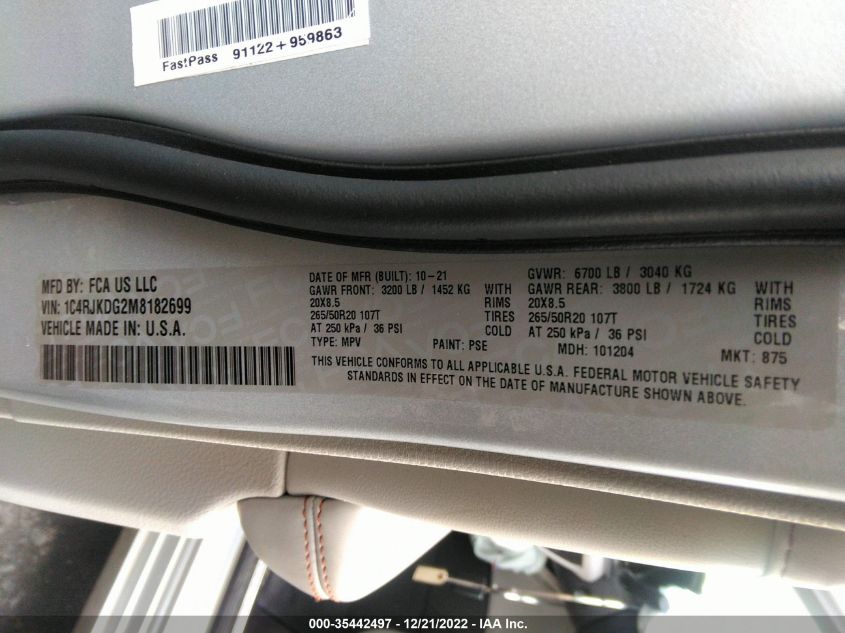 FastPass 91122+959863
MFD BY: FCA US LLC
VIN: 1C4RJKDG2M8182699
VEHICLE MADE IN: U.S.A.
DATE OF MFR (BUILT): 10-21
GAWR FRONT: 3200 LB / 1452 KG WITH
20X8.5 RIMS
265/50R20 107T TIRES
AT 250 kPa / 36 PSI COLD
TYPE: MPV PAINT: PSE
GVWR: 6700 LB / 3040 KG
GAWR REAR: 3800 LB / 1724 KG WITH
20X8.5 RIMS
265/50R20 107T TIRES
AT 250 kPa / 36 PSI COLD
MDH: 101204 MKT: 875
THIS VEHICLE CONFORMS TO ALL APPLICABLE U.S.A. FEDERAL MOTOR VEHICLE SAFETY
STANDARDS IN EFFECT ON THE DATE OF MANUFACTURE SHOWN ABOVE.
000-35442497 - 12/21/2022 - IAA Inc.